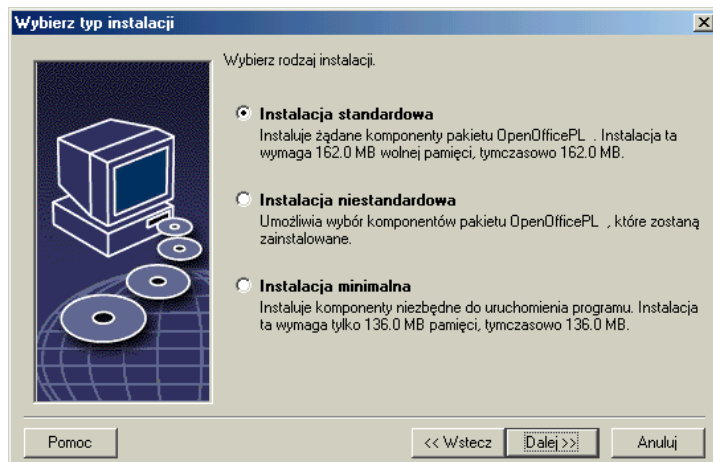 Wybierz typ instalacji
Wybierz rodzaj instalacji.
Instalacja standardowa
Instaluje żądane komponenty pakietu OpenOfficePL . Instalacja ta
wymaga 162.0 MB wolnej pamięci, tymczasowo 162.0 MB.
Instalacja niestandardowa
Umożliwia wybór komponentów pakietu OpenOfficePL , które zostaną
zainstalowane.
Instalacja minimalna
Instaluje komponenty niezbędne do uruchomienia programu. Instalacja
ta wymaga tylko 136.0 MB pamięci, tymczasowo 136.0 MB.
Pomoc
<< Wstecz
Dalej >>
Anuluj